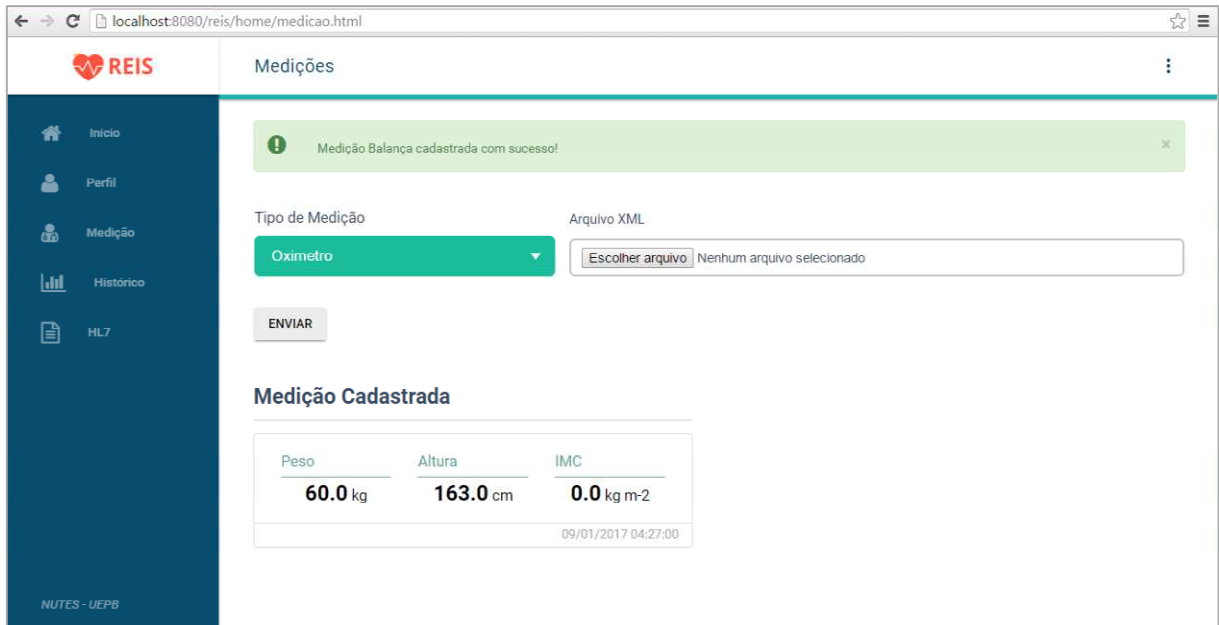 localhost:8080/reis/home/medicao.html
REIS
Medições
Inicio
Perfil
Medição
Histórico
HL7
NUTES - UEPB
Medição Balança cadastrada com sucesso!
×
Tipo de Medição
Arquivo XML
Oximetro
Escolher arquivo Nenhum arquivo selecionado
ENVIAR
Medição Cadastrada
Peso Altura IMC
60.0 kg 163.0 cm 0.0 kg m-2
09/01/2017 04:27:00